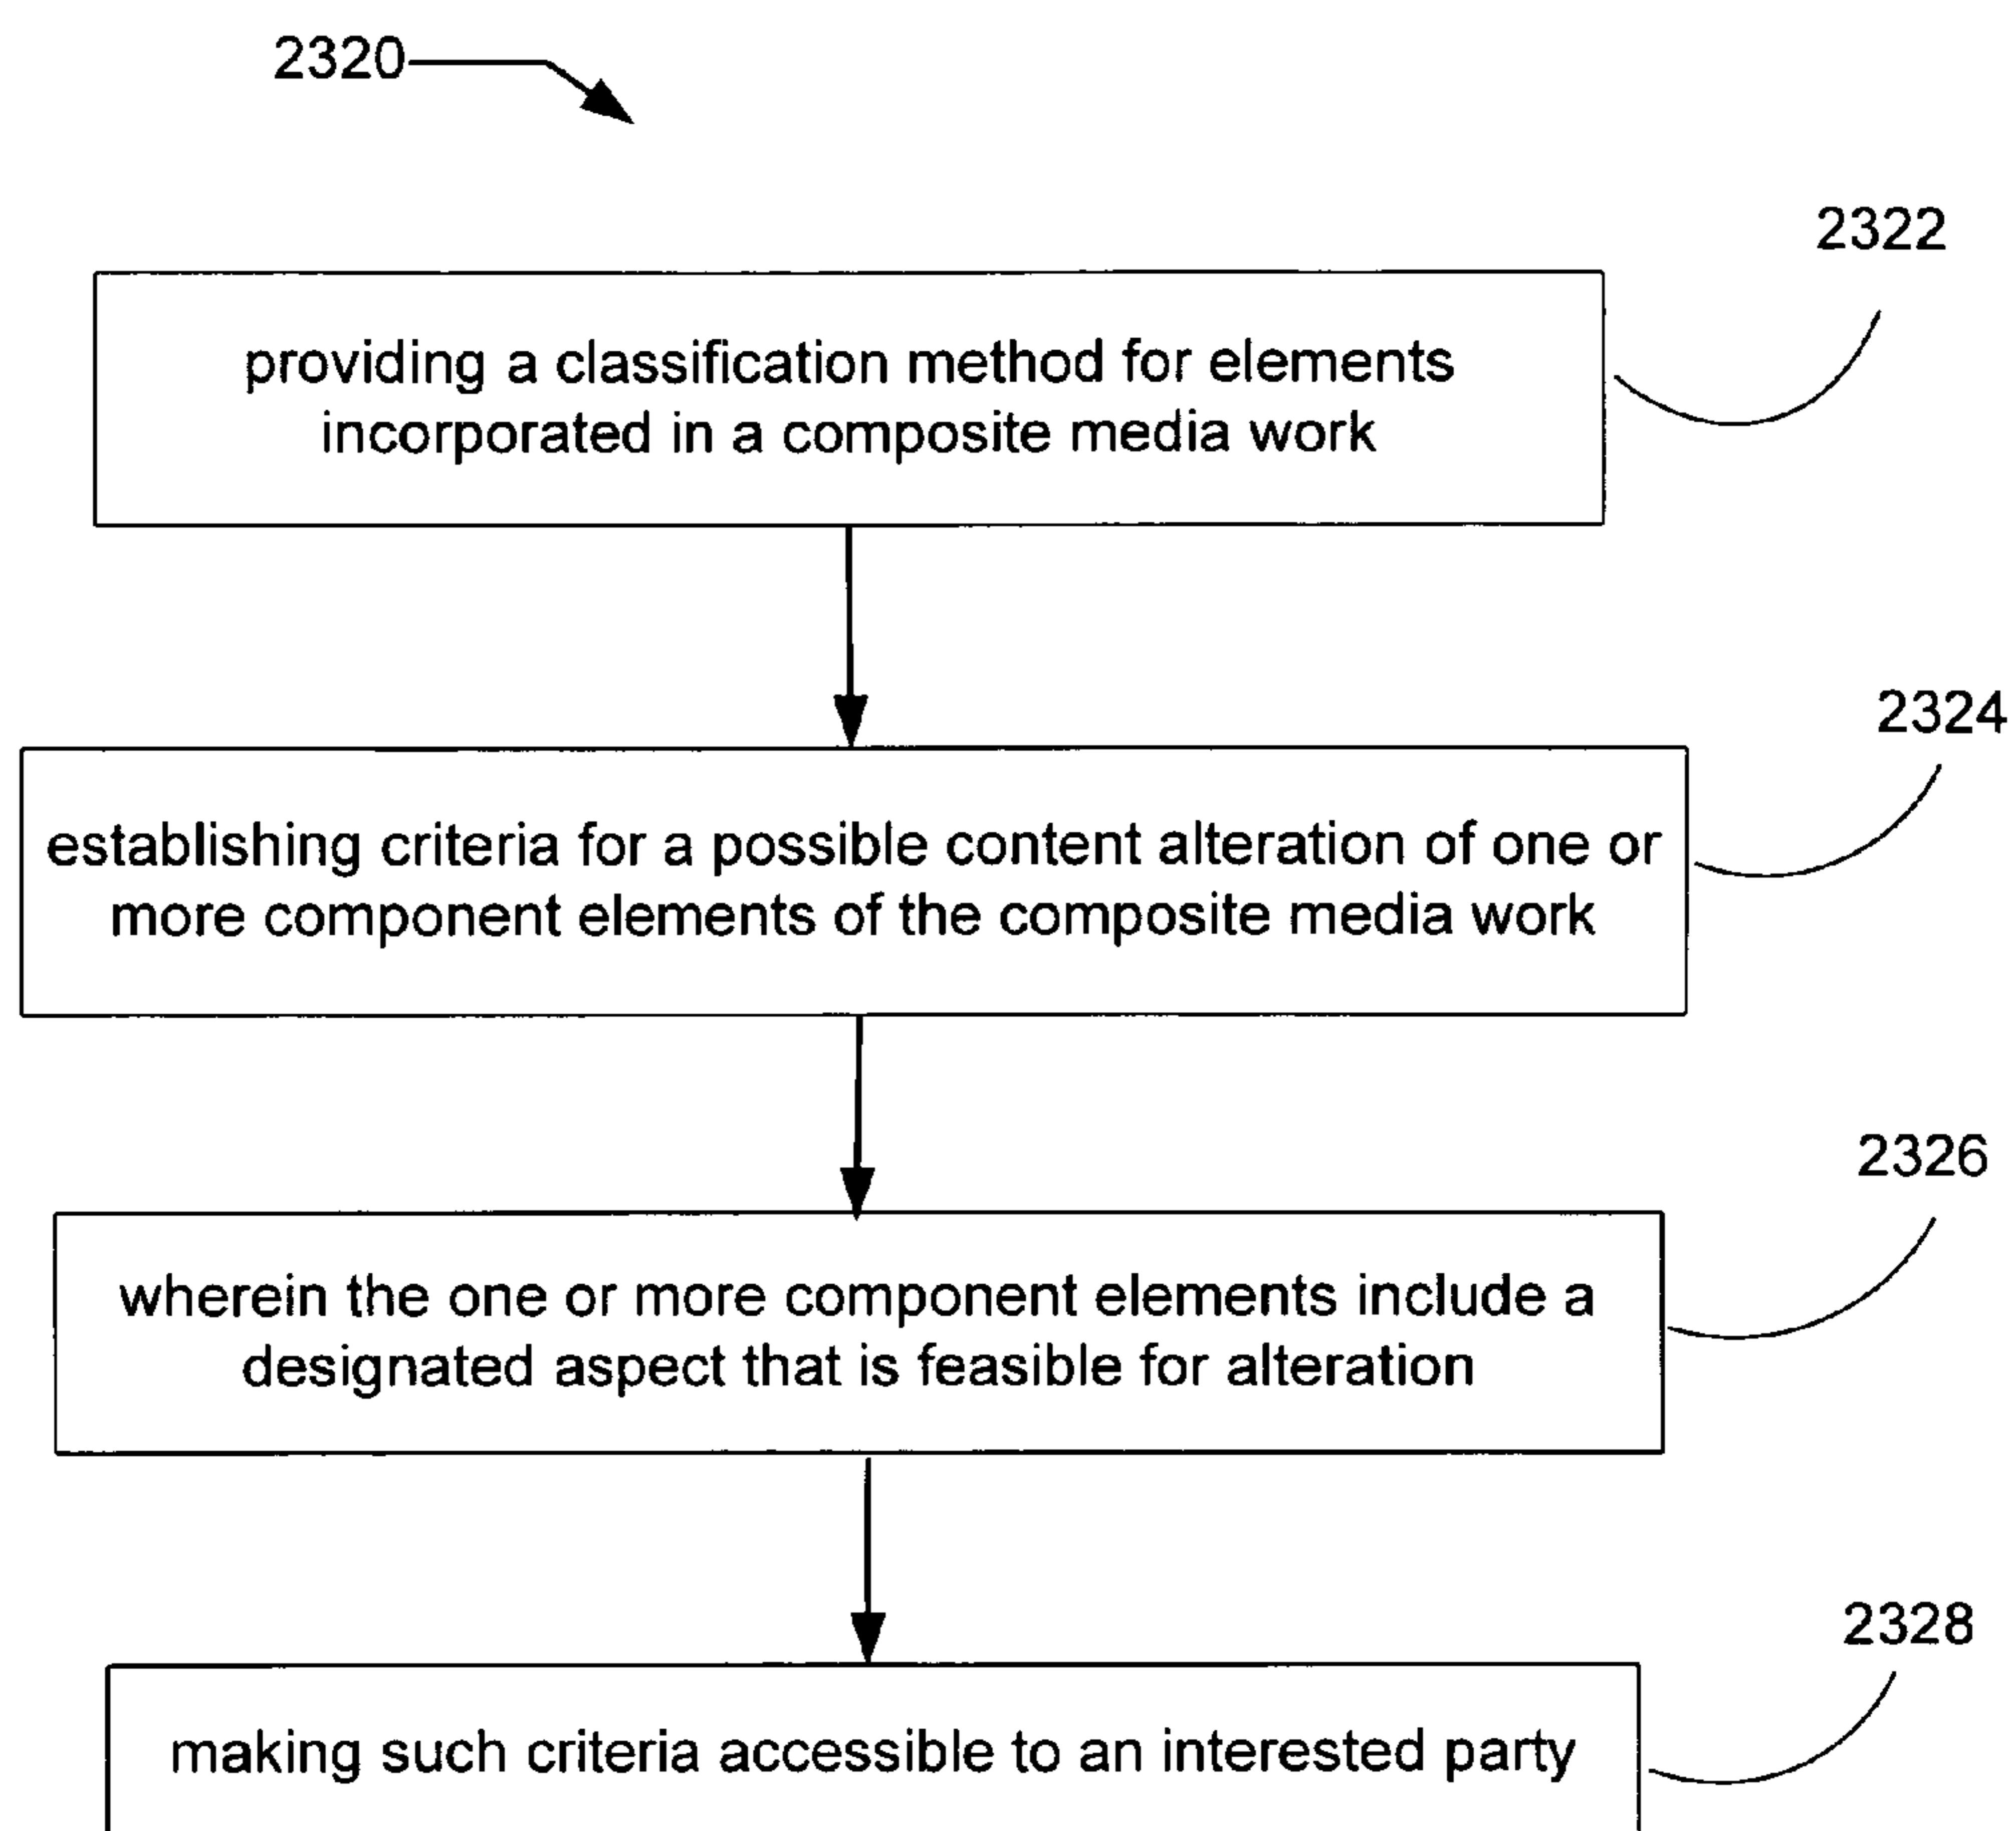 2320
2322
providing a classification method for elements
incorporated in a composite media work
2324
establishing criteria for a possible content alteration of one or
more component elements of the composite media work
2326
wherein the one or more component elements include a
designated aspect that is feasible for alteration
2328
making such criteria accessible to an interested party